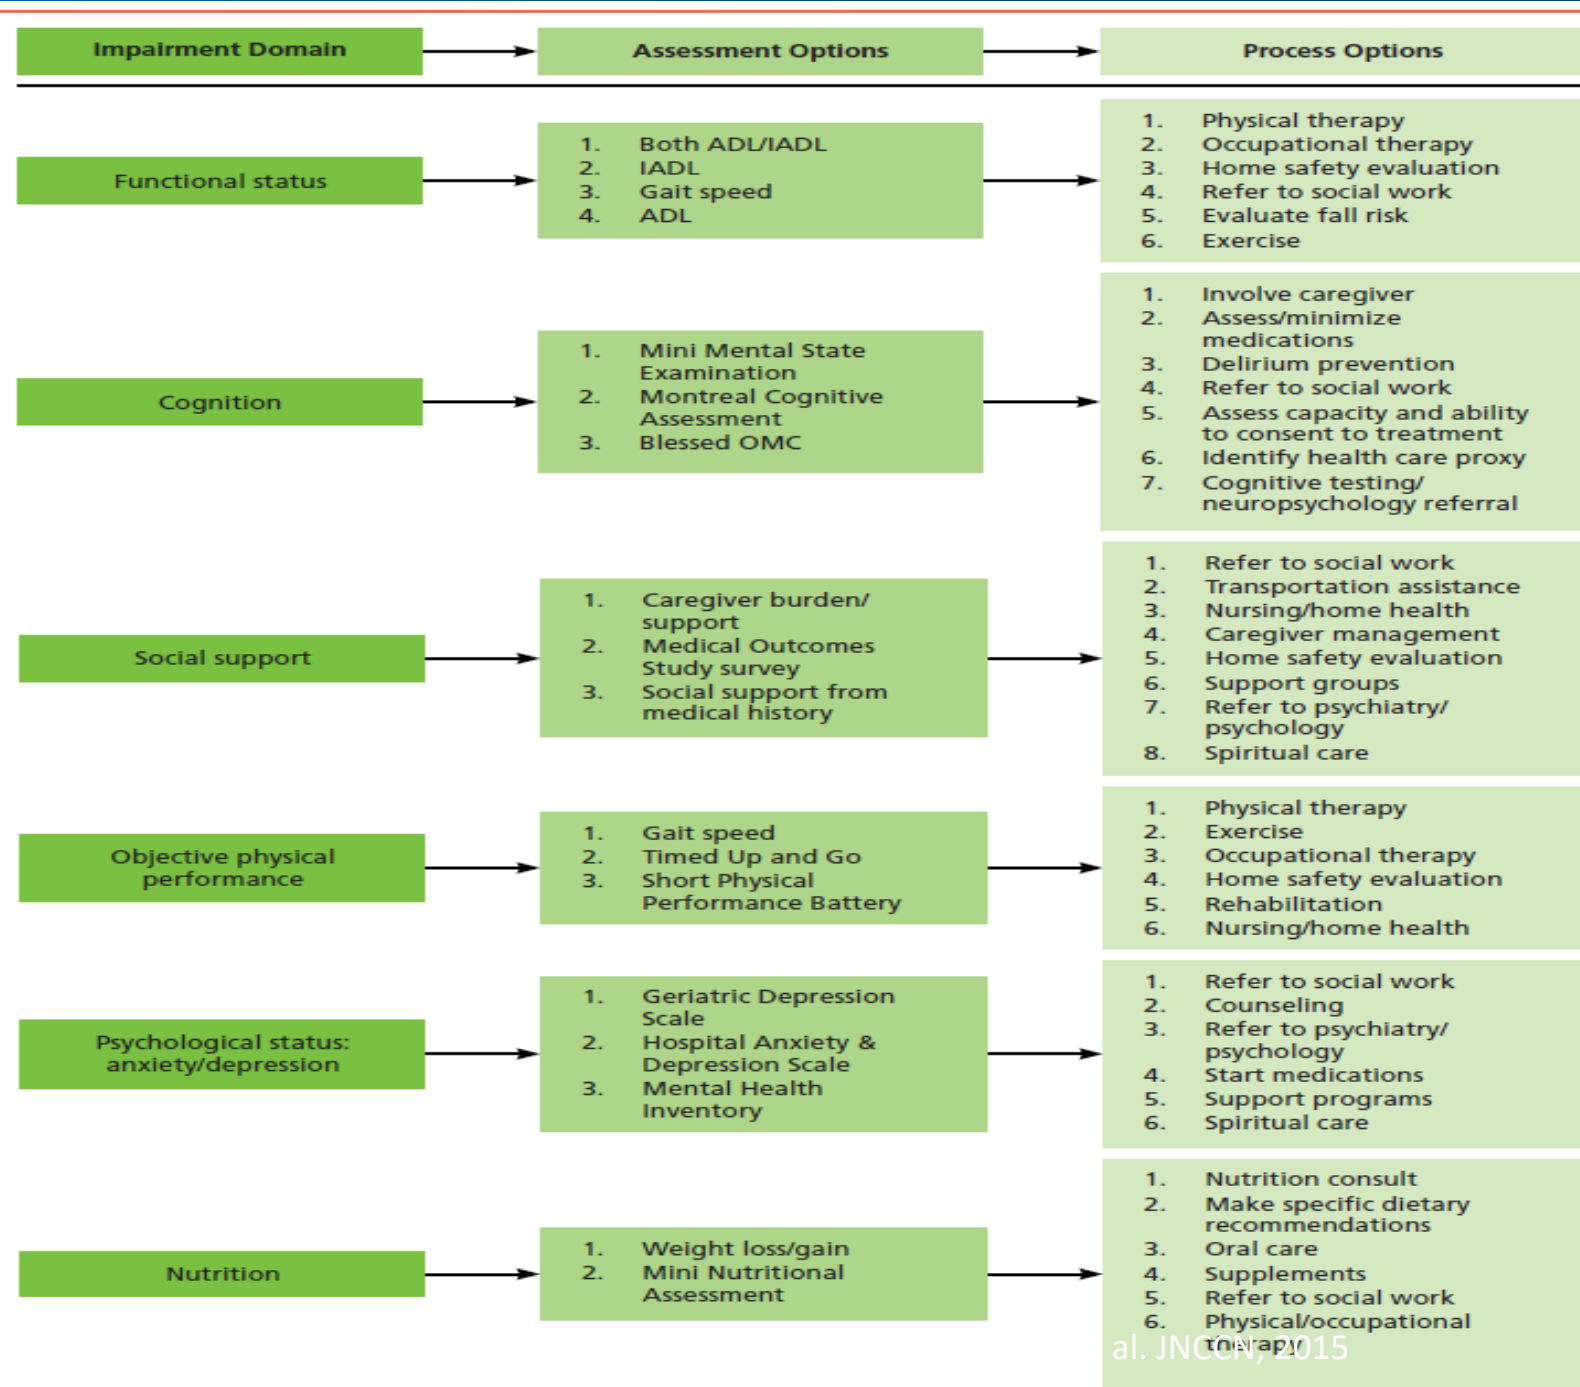 Impairment Domain
Assessment Options
Process Options
Functional status
1. Both ADL/IADL
2. IADL
3. Gait speed
4. ADL
1. Physical therapy
2. Occupational therapy
3. Home safety evaluation
4. Refer to social work
5. Evaluate fall risk
6. Exercise
Cognition
1. Mini Mental State
Examination
2. Montreal Cognitive
Assessment
3. Blessed OMC
1. Involve caregiver
2. Assess/minimize
medications
3. Delirium prevention
4. Refer to social work
5. Assess capacity and ability
to consent to treatment
6. Identify health care proxy
7. Cognitive testing/
neuropsychology referral
Social support
1. Caregiver burden/
support
2. Medical Outcomes
Study survey
3. Social support from
medical history
1. Refer to social work
2. Transportation assistance
3. Nursing/home health
4. Caregiver management
5. Home safety evaluation
6. Support groups
7. Refer to psychiatry/
psychology
8. Spiritual care
Objective physical
performance
1. Gait speed
2. Timed Up and Go
3. Short Physical
Performance Battery
1. Physical therapy
2. Exercise
3. Occupational therapy
4. Home safety evaluation
5. Rehabilitation
6. Nursing/home health
Psychological status:
anxiety/depression
1. Geriatric Depression
Scale
2. Hospital Anxiety &
Depression Scale
3. Mental Health
Inventory
1. Refer to social work
2. Counseling
3. Refer to psychiatry/
psychology
4. Start medications
5. Support programs
6. Spiritual care
Nutrition
1. Weight loss/gain
2. Mini Nutritional
Assessment
1. Nutrition consult
2. Make specific dietary
recommendations
3. Oral care
4. Supplements
5. Refer to social work
6. Physical/occupational
therapy
al. JNCCN, 2015